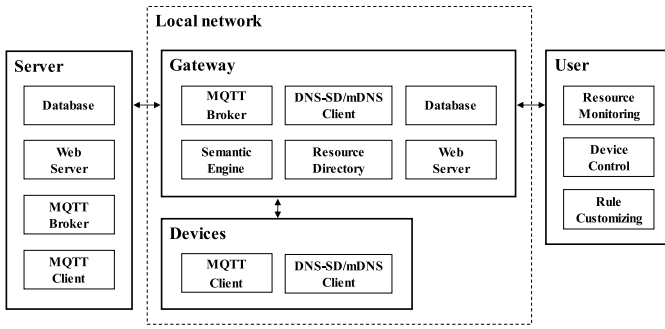 Local network
Server
Database
Web
Server
MQTT
Broker
MQTT
Client
Gateway
MQTT
Broker
DNS-SD/mDNS
Client
Database
Semantic
Engine
Resource
Directory
Web
Server
Devices
MQTT
Client
DNS-SD/mDNS
Client
User
Resource
Monitoring
Device
Control
Rule
Customizing